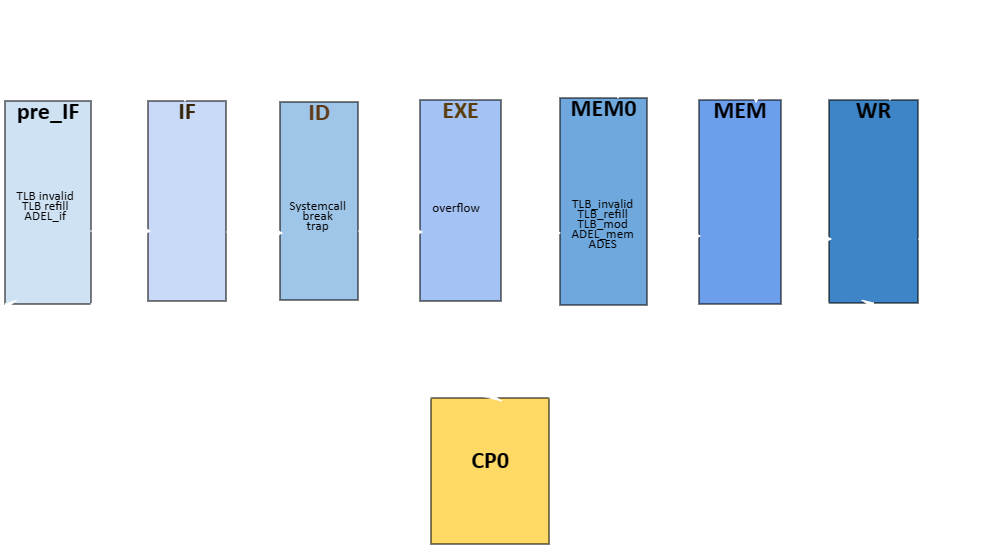 pre_IF
IF
ID
EXE
MEM0
MEM
WR
TLB invalid
TLB refill
ADEL_if
Systemcall
break
trap
overflow
TLB_invalid
TLB_refill
TLB_mod
ADEL_mem
ADES
CP0